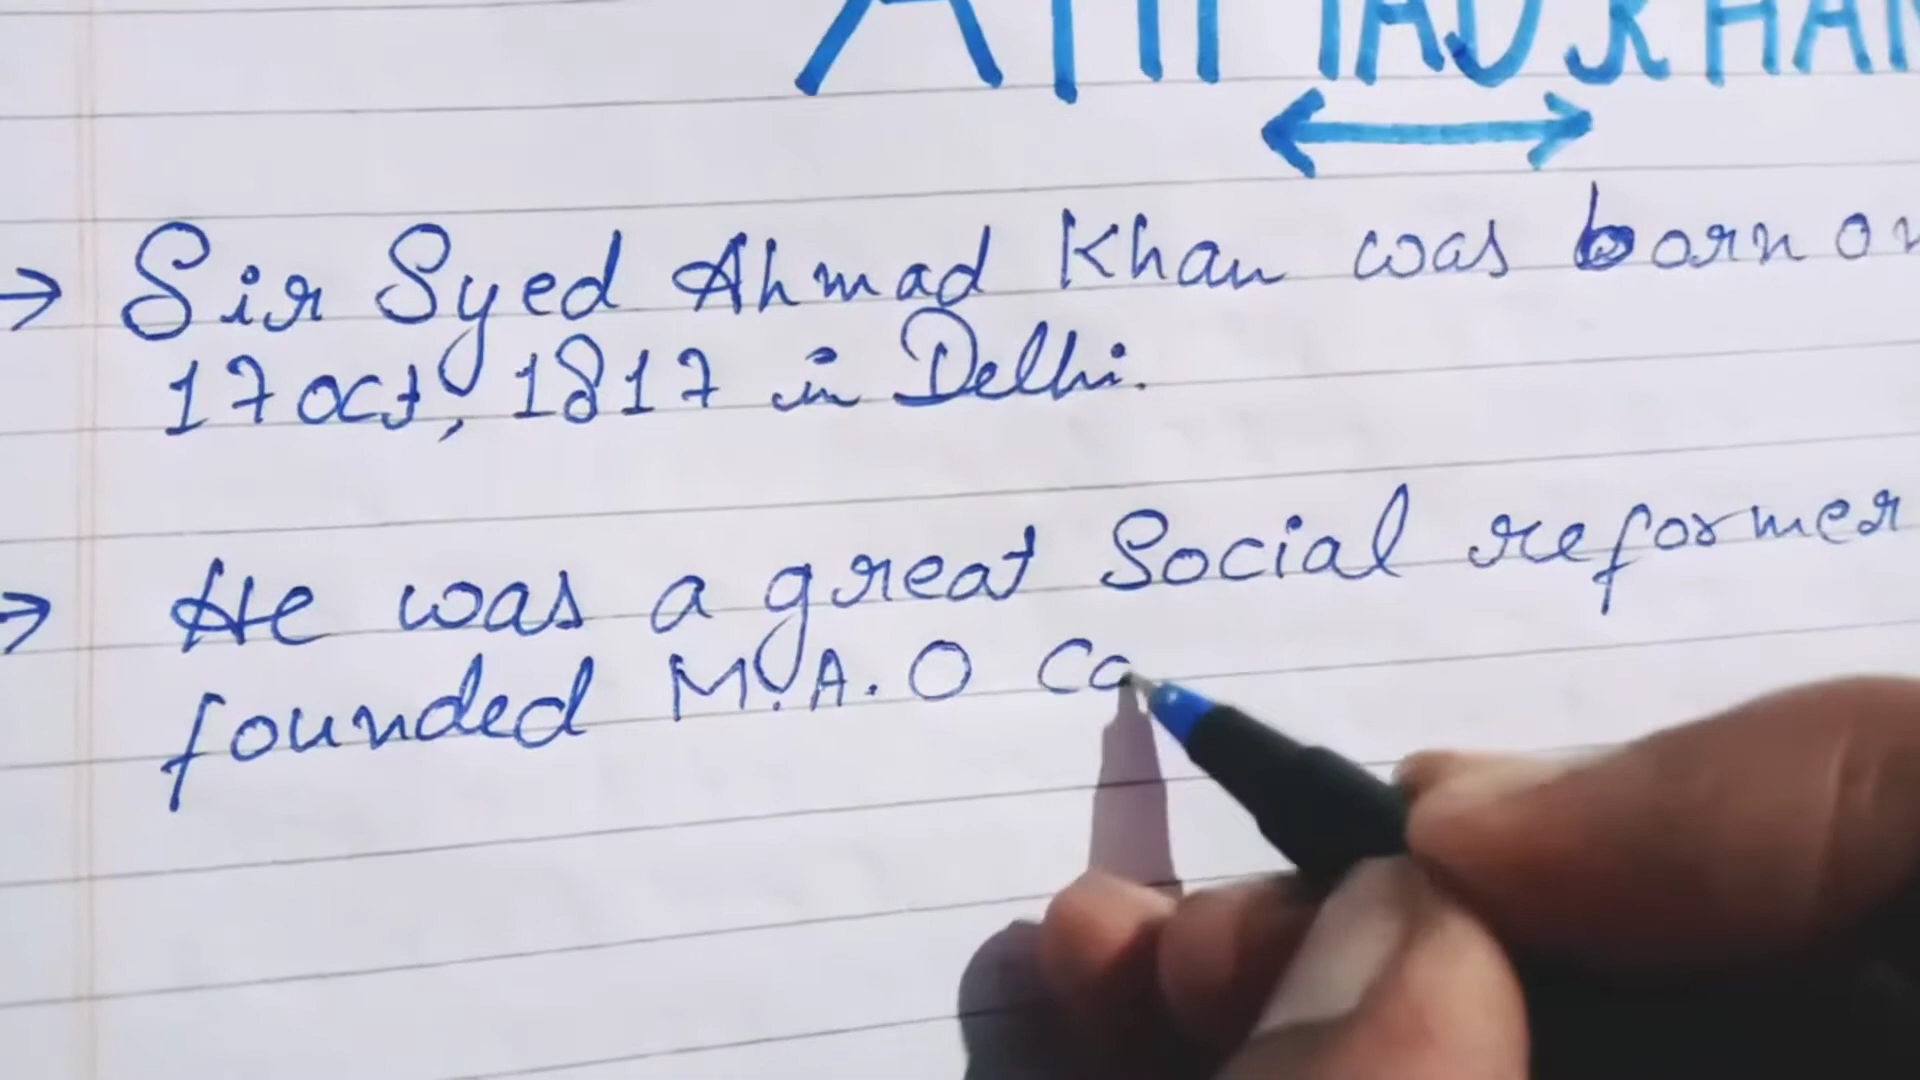 AHMAD KHAN
→ Sir Syed Ahmad Khan was born on
17 oct, 1817 in Delhi.
→ He was a great Social reformer
founded M.A.O Co